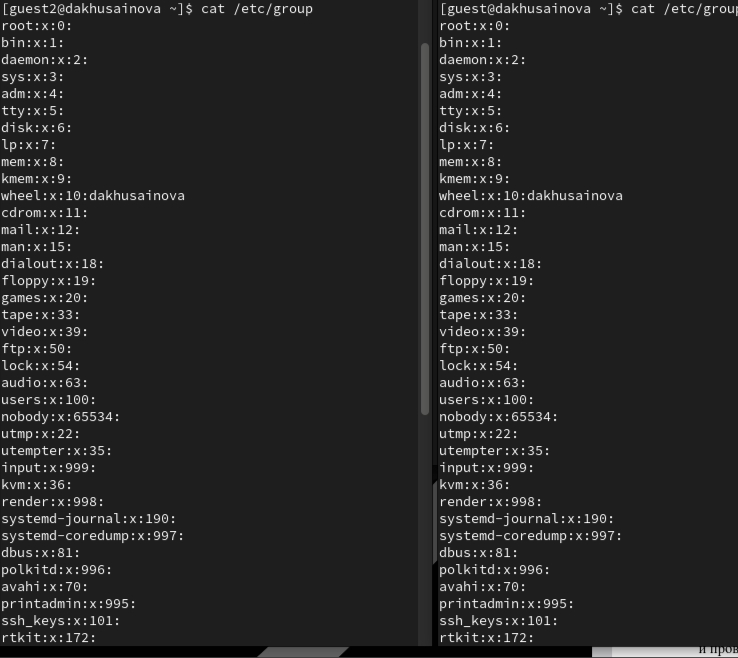 [guest2@dakhusainova ~]$ cat /etc/group
root:x:0:
bin:x:1:
daemon:x:2:
sys:x:3:
adm:x:4:
tty:x:5:
disk:x:6:
lp:x:7:
mem:x:8:
kmem:x:9:
wheel:x:10:dakhusainova
cdrom:x:11:
mail:x:12:
man:x:15:
dialout:x:18:
floppy:x:19:
games:x:20:
tape:x:33:
video:x:39:
ftp:x:50:
lock:x:54:
audio:x:63:
users:x:100:
nobody:x:65534:
utmp:x:22:
utempter:x:35:
input:x:999:
kvm:x:36:
render:x:998:
systemd-journal:x:190:
systemd-coredump:x:997:
dbus:x:81:
polkitd:x:996:
avahi:x:70:
printadmin:x:995:
ssh_keys:x:101:
rtkit:x:172:
[guest@dakhusainova ~]$ cat /etc/group
root:x:0:
bin:x:1:
daemon:x:2:
sys:x:3:
adm:x:4:
tty:x:5:
disk:x:6:
lp:x:7:
mem:x:8:
kmem:x:9:
wheel:x:10:dakhusainova
cdrom:x:11:
mail:x:12:
man:x:15:
dialout:x:18:
floppy:x:19:
games:x:20:
tape:x:33:
video:x:39:
ftp:x:50:
lock:x:54:
audio:x:63:
users:x:100:
nobody:x:65534:
utmp:x:22:
utempter:x:35:
input:x:999:
kvm:x:36:
render:x:998:
systemd-journal:x:190:
systemd-coredump:x:997:
dbus:x:81:
polkitd:x:996:
avahi:x:70:
printadmin:x:995:
ssh_keys:x:101:
rtkit:x:172:
и пров